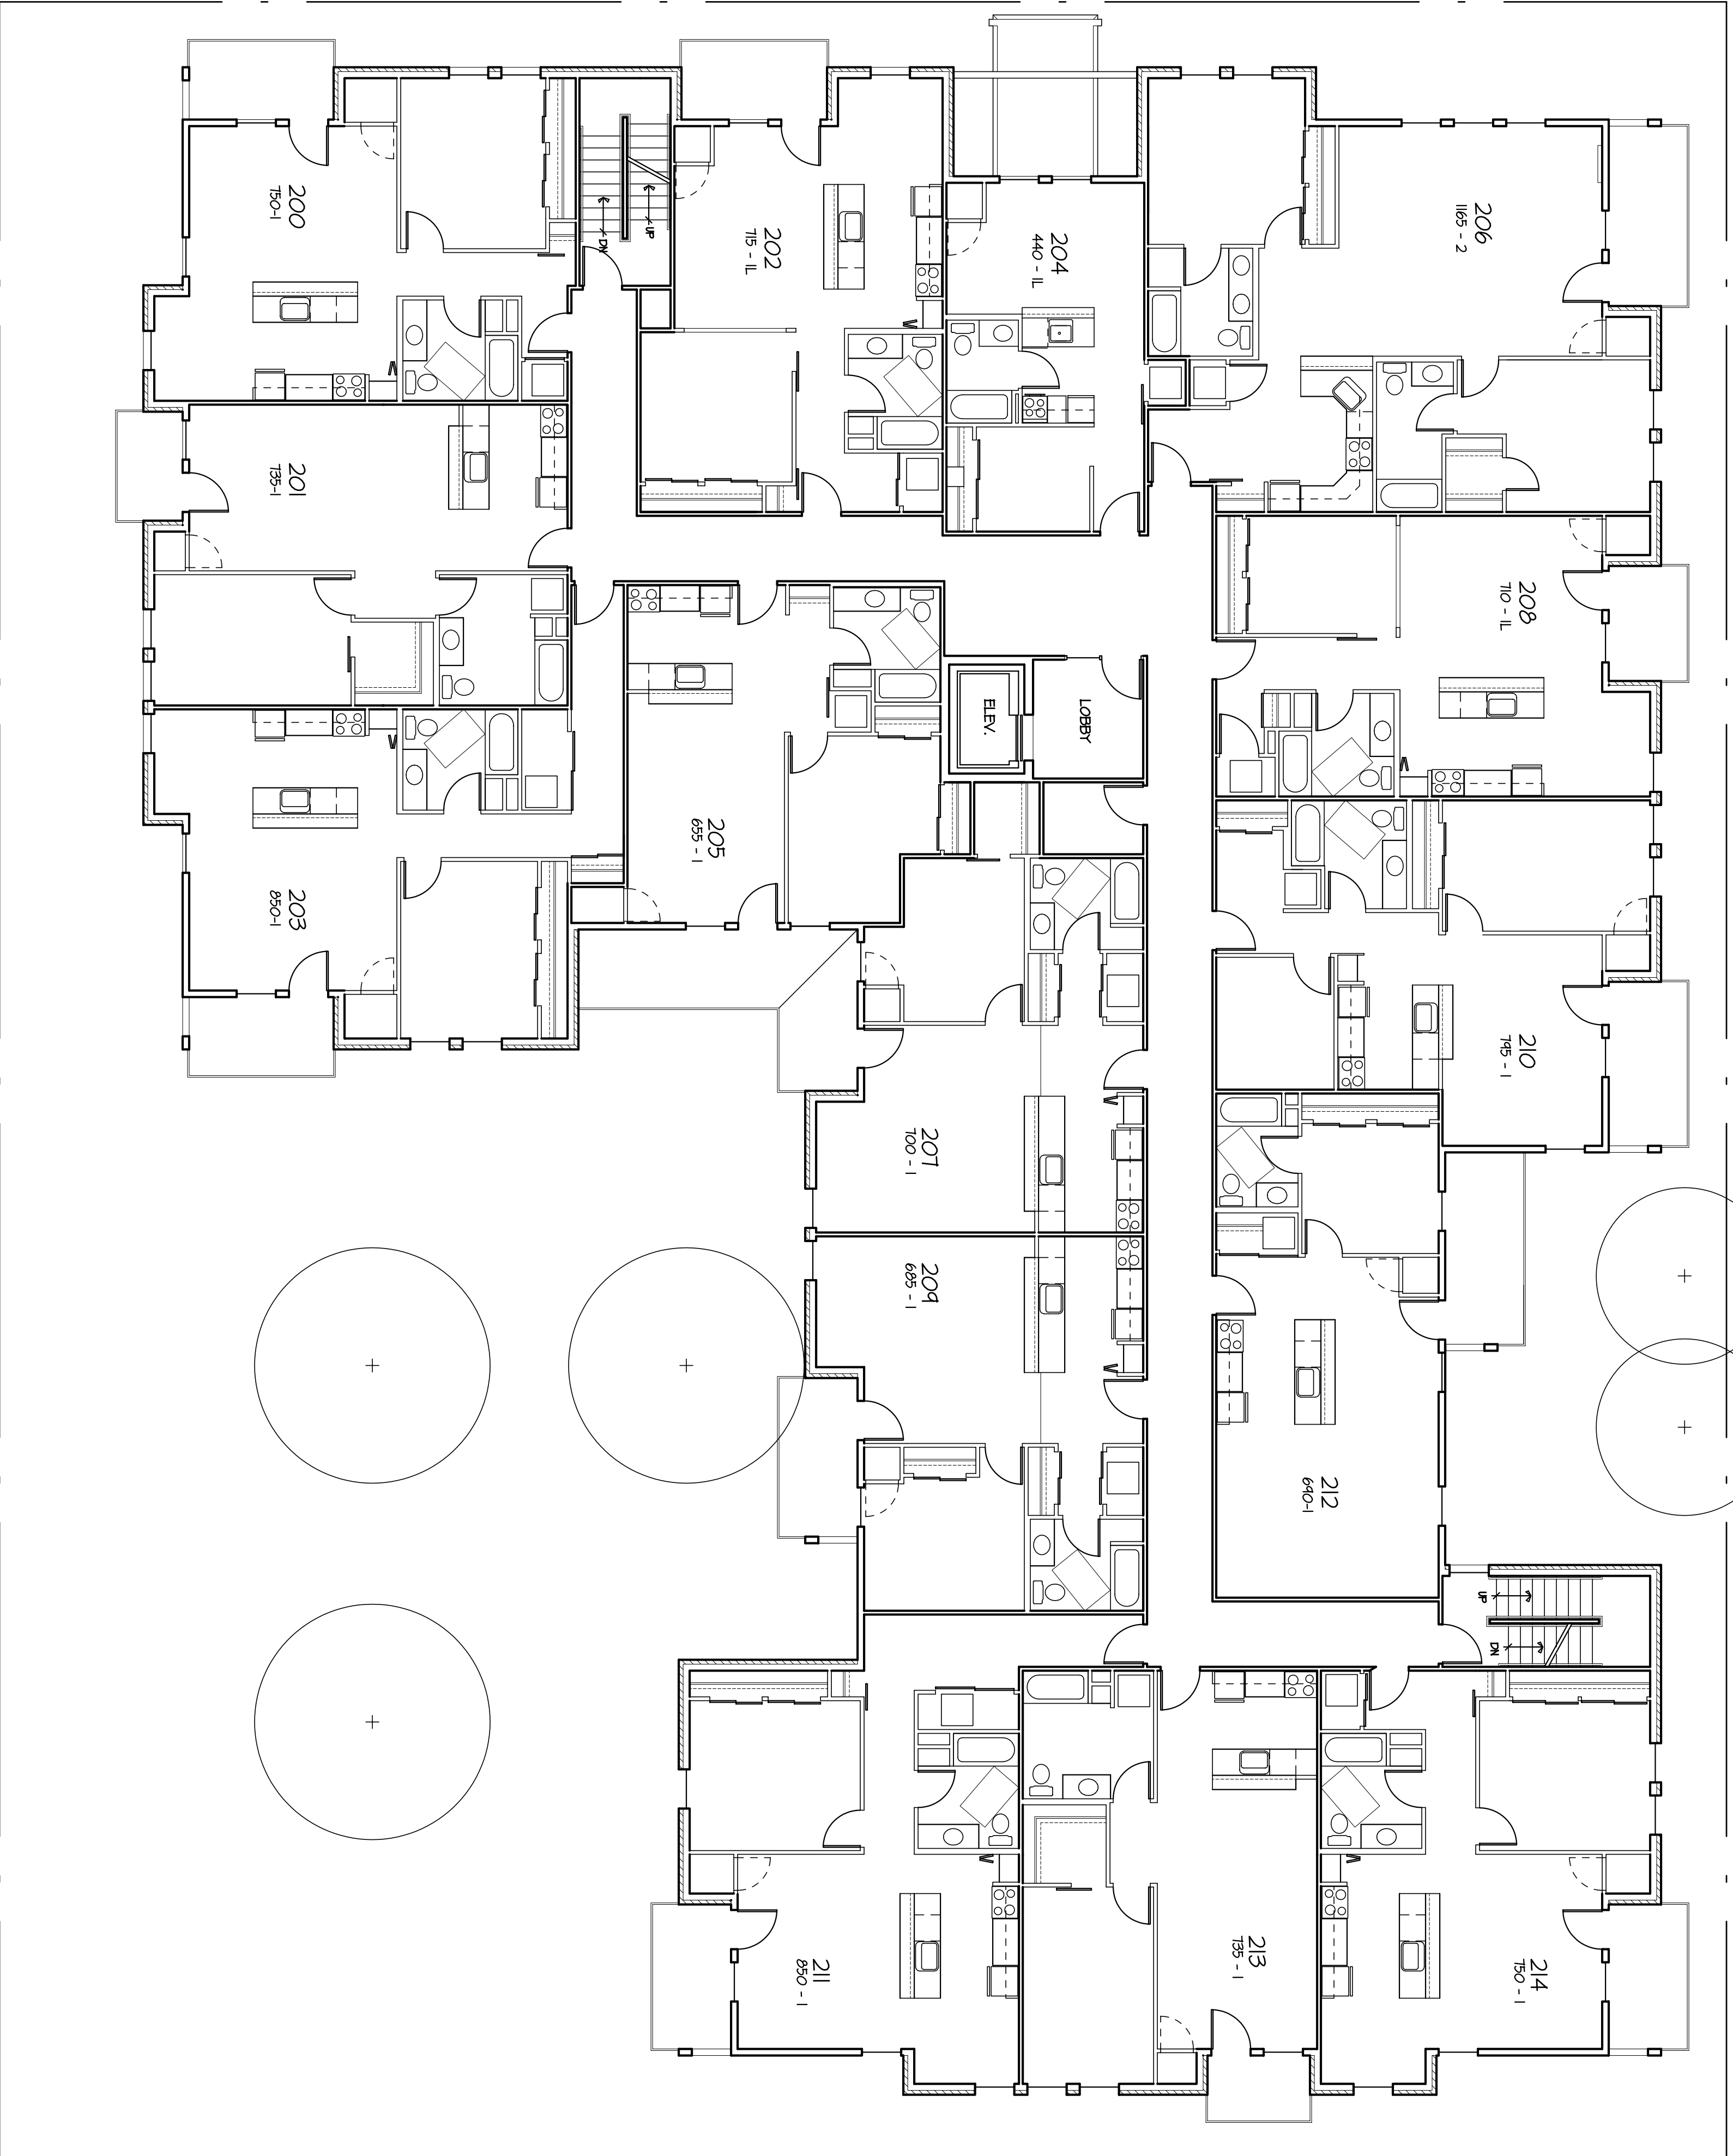 200
750-1
201
735-1
203
850-1
UP
DN
202
715 - 1L
204
440 - 1L
206
1165 - 2
205
655 - 1
ELEV.
LOBBY
208
710 - 1L
207
700 - 1
210
795 - 1
209
685 - 1
212
690-1
UP
DN
211
850 - 1
213
735 - 1
214
750 - 1